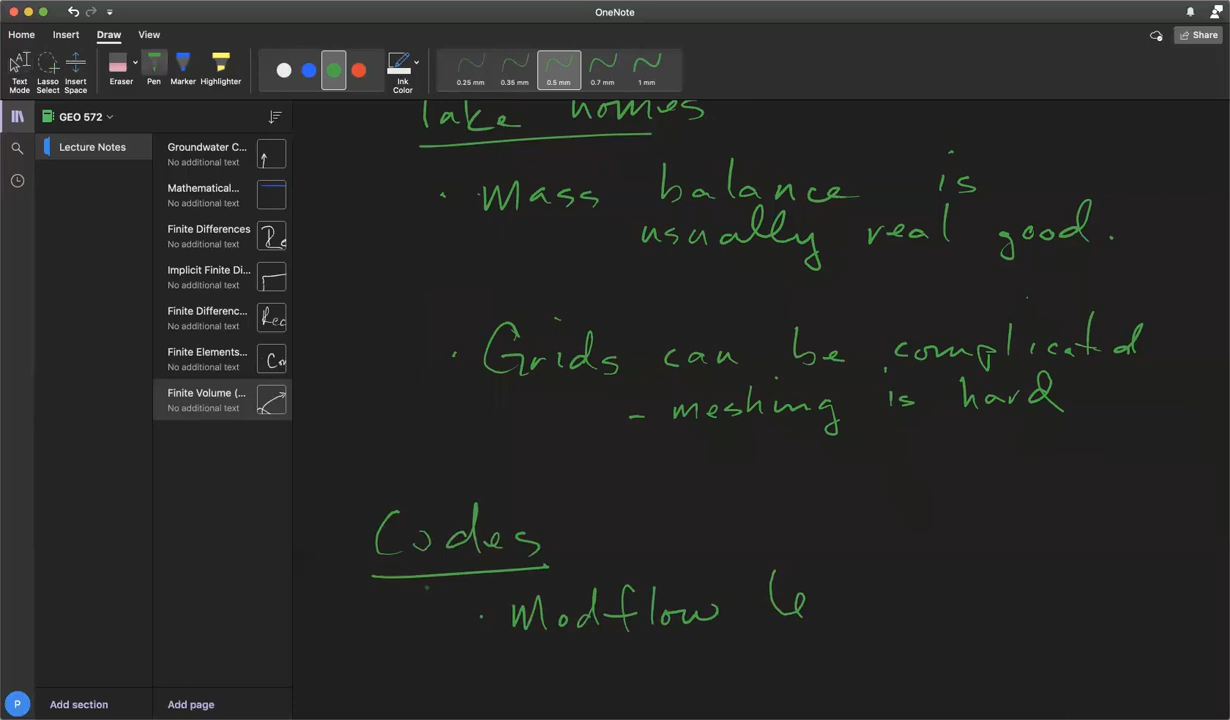 OneNote
Home Insert Draw View
Share
Text Mode
Lasso Select
Insert Space
Eraser
Pen
Marker
Highlighter
Ink Color
0.25 mm
0.35 mm
0.5 mm
0.7 mm
1 mm
GEO 572
Lecture Notes
Groundwater C...
No additional text
Mathematical...
No additional text
Finite Differences
No additional text
Implicit Finite Di...
No additional text
Finite Differenc...
No additional text
Finite Elements...
No additional text
Finite Volume (...
No additional text
Take homes
· Mass balance is
usually real good.
· Grids can be complicated
- meshing is hard
Codes
· Modflow 6
P
Add section
Add page